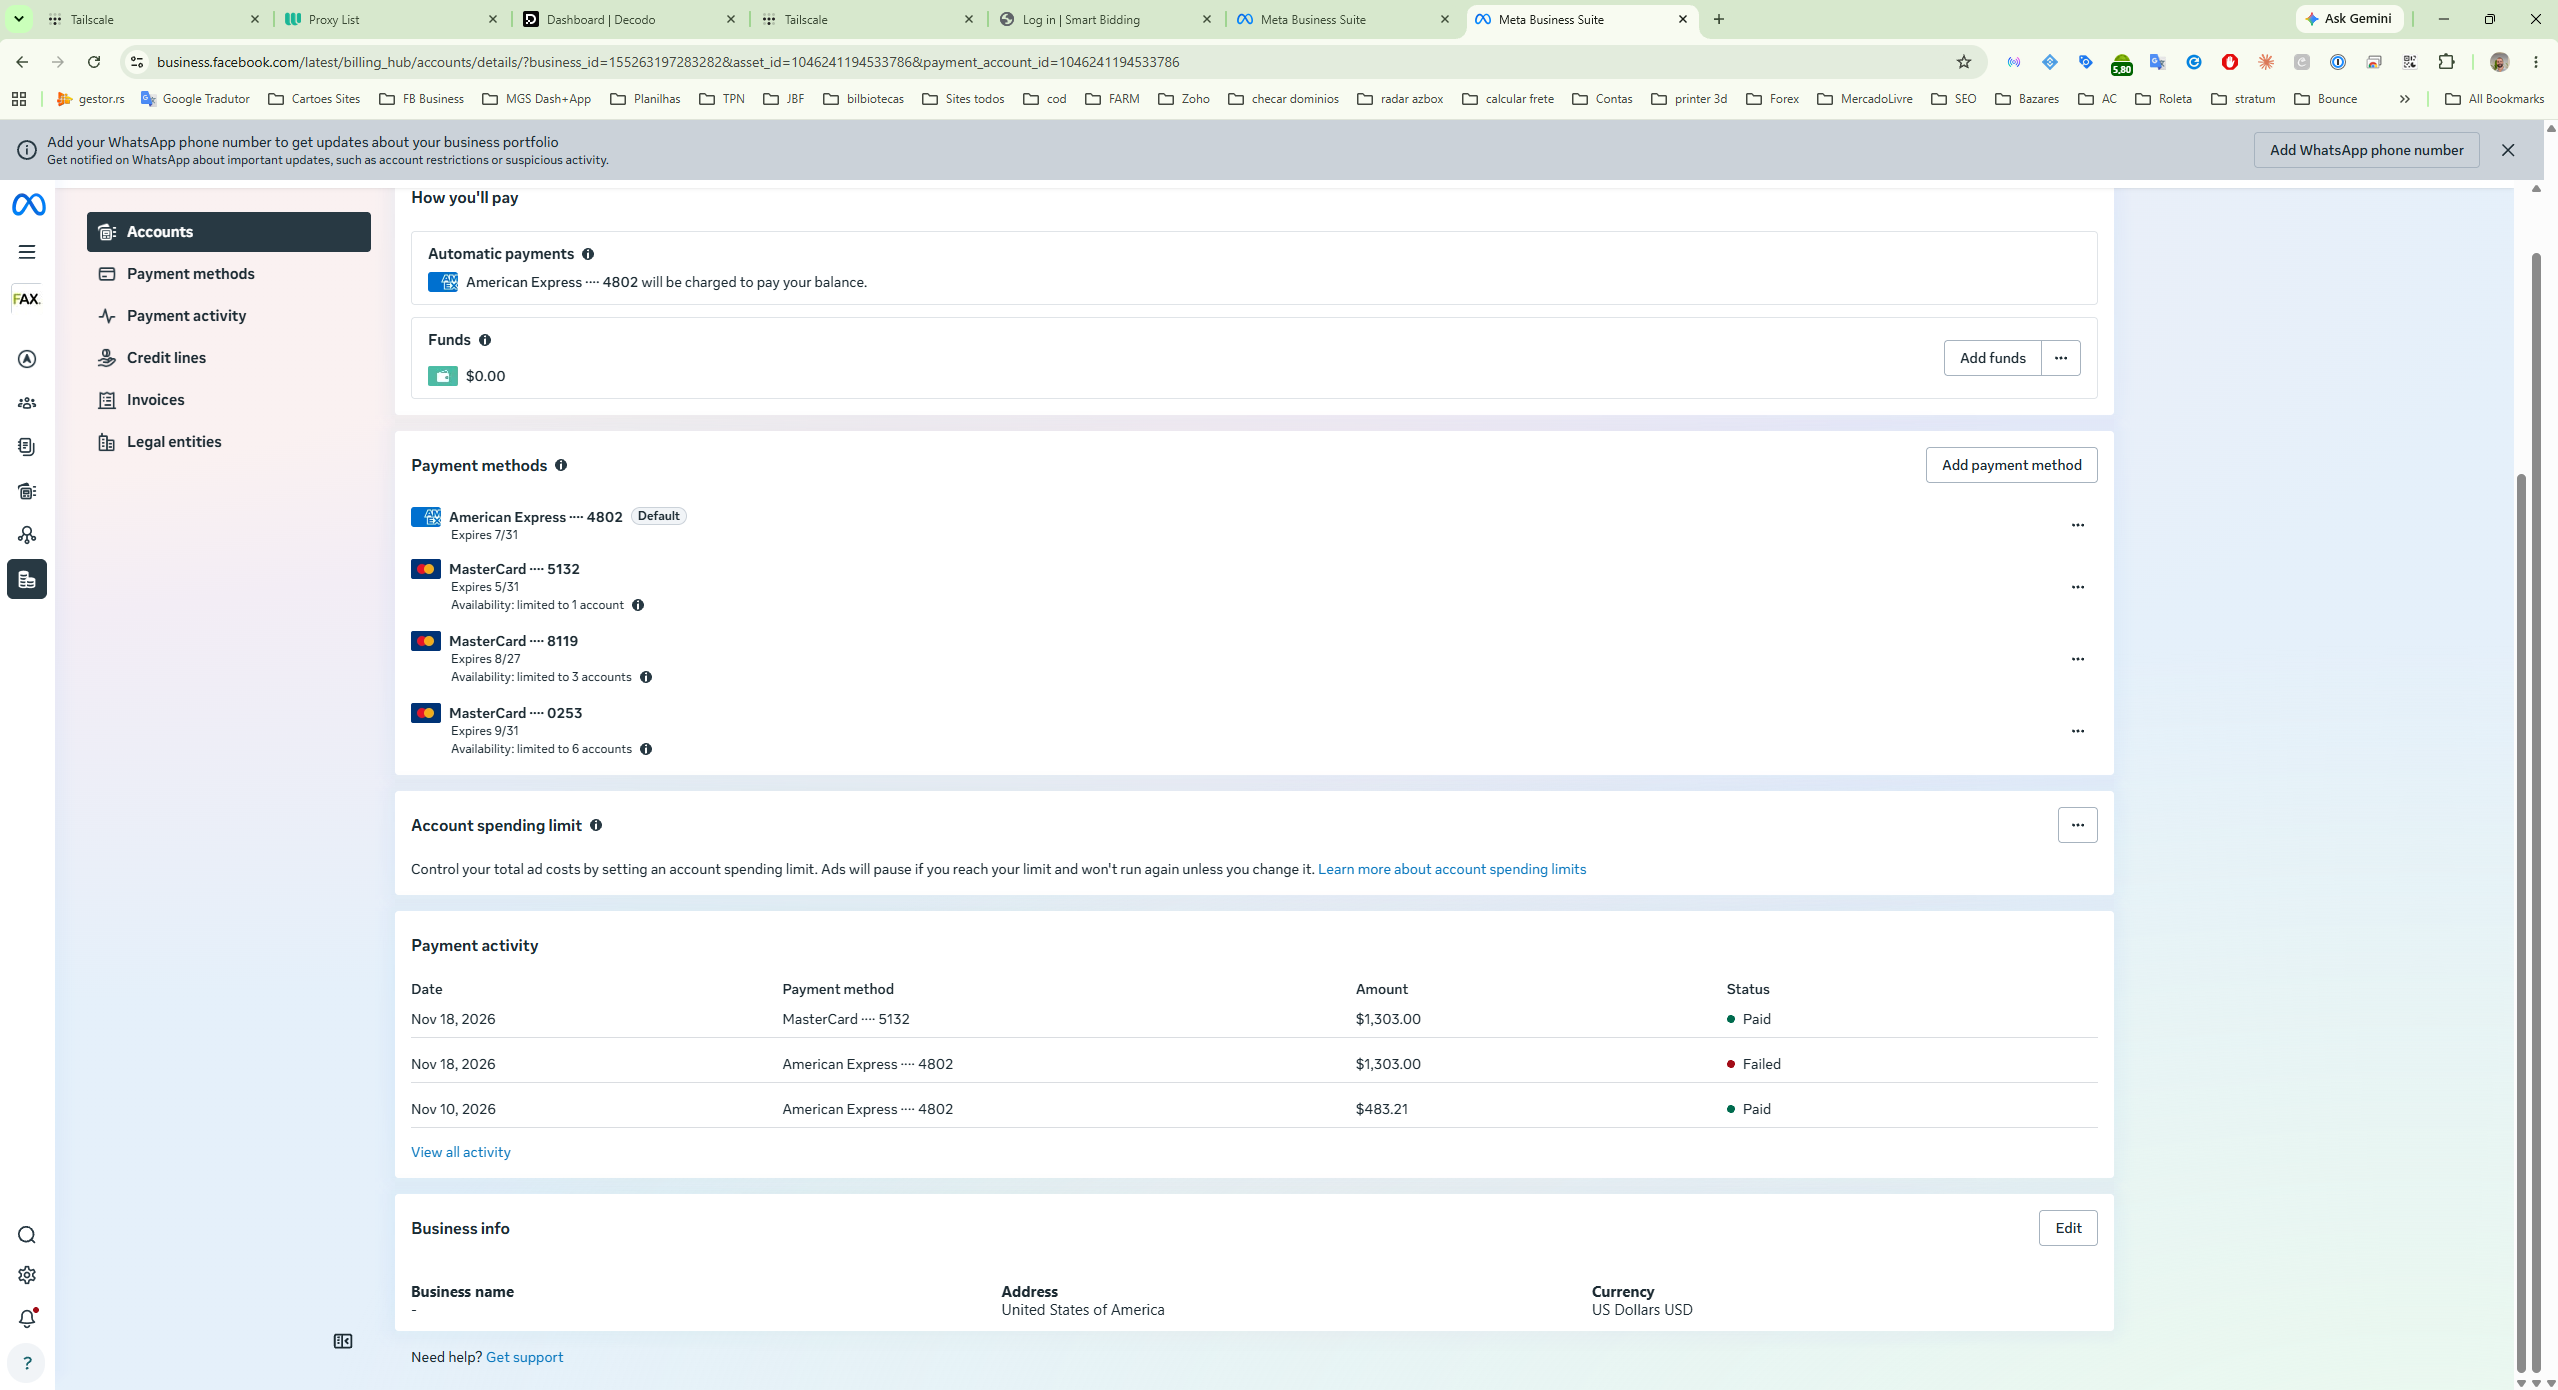 Tailscale
Proxy List
Dashboard | Decodo
Tailscale
Log in | Smart Bidding
Meta Business Suite
Meta Business Suite
Ask Gemini
business.facebook.com/latest/billing_hub/accounts/details/?business_id=155263197283282&asset_id=1046241194533786&payment_account_id=1046241194533786
5,80
gestor.rs
Google Tradutor
Cartoes Sites
FB Business
MGS Dash+App
Planilhas
TPN
JBF
bilbiotecas
Sites todos
cod
FARM
Zoho
checar dominios
radar azbox
calcular frete
Contas
printer 3d
Forex
MercadoLivre
SEO
Bazares
AC
Roleta
stratum
Bounce
All Bookmarks
Add your WhatsApp phone number to get updates about your business portfolio
Get notified on WhatsApp about important updates, such as account restrictions or suspicious activity.
Add WhatsApp phone number
FAX.
Accounts
Payment methods
Payment activity
Credit lines
Invoices
Legal entities
How you'll pay
Automatic payments
American Express ···· 4802 will be charged to pay your balance.
Funds
$0.00
Add funds
Payment methods
Add payment method
American Express ···· 4802 Default
Expires 7/31
MasterCard ···· 5132
Expires 5/31
Availability: limited to 1 account
MasterCard ···· 8119
Expires 8/27
Availability: limited to 3 accounts
MasterCard ···· 0253
Expires 9/31
Availability: limited to 6 accounts
Account spending limit
Control your total ad costs by setting an account spending limit. Ads will pause if you reach your limit and won't run again unless you change it. Learn more about account spending limits
Payment activity
Date Payment method Amount Status
Nov 18, 2026 MasterCard ···· 5132 $1,303.00 Paid
Nov 18, 2026 American Express ···· 4802 $1,303.00 Failed
Nov 10, 2026 American Express ···· 4802 $483.21 Paid
View all activity
Business info
Edit
Business name Address Currency
- United States of America US Dollars USD
Need help? Get support